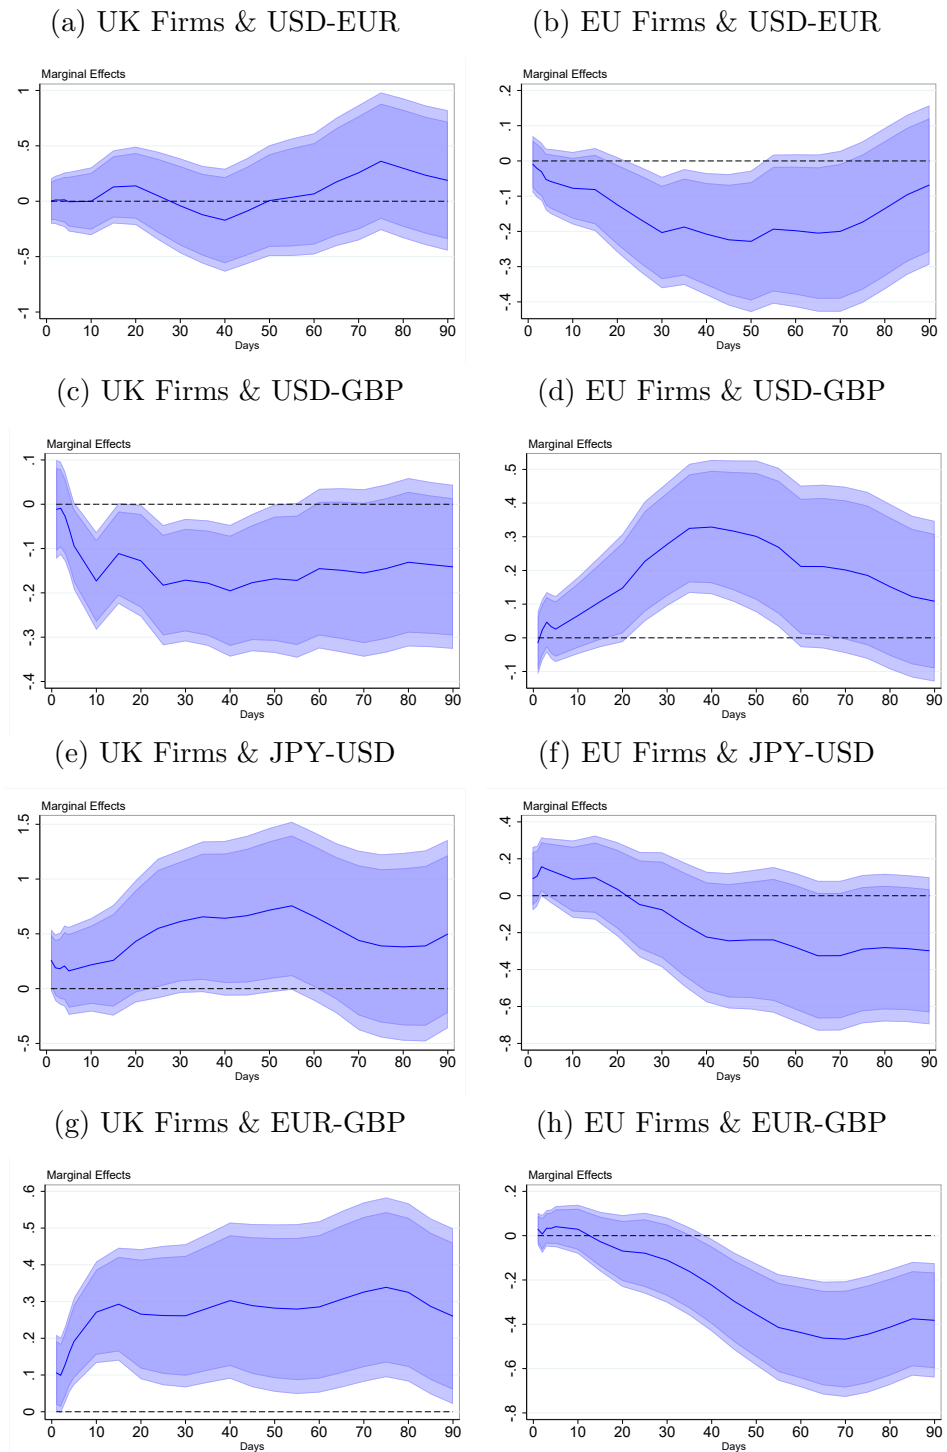 (a) UK Firms & USD-EUR
(b) EU Firms & USD-EUR
Marginal Effects
1
.5
0
-.5
-1
0 10 20 30 40 50 60 70 80 90
Days
Marginal Effects
.2
.1
0
-.1
-.2
-.3
-.4
0 10 20 30 40 50 60 70 80 90
Days
(c) UK Firms & USD-GBP
(d) EU Firms & USD-GBP
Marginal Effects
.1
0
-.1
-.2
-.3
-.4
0 10 20 30 40 50 60 70 80 90
Days
Marginal Effects
.5
.4
.3
.2
.1
0
-.1
0 10 20 30 40 50 60 70 80 90
Days
(e) UK Firms & JPY-USD
(f) EU Firms & JPY-USD
Marginal Effects
1.5
1
.5
0
-.5
0 10 20 30 40 50 60 70 80 90
Days
Marginal Effects
.4
.2
0
-.2
-.4
-.6
-.8
0 10 20 30 40 50 60 70 80 90
Days
(g) UK Firms & EUR-GBP
(h) EU Firms & EUR-GBP
Marginal Effects
.6
.5
.4
.3
.2
.1
0
0 10 20 30 40 50 60 70 80 90
Days
Marginal Effects
.2
0
-.2
-.4
-.6
-.8
0 10 20 30 40 50 60 70 80 90
Days